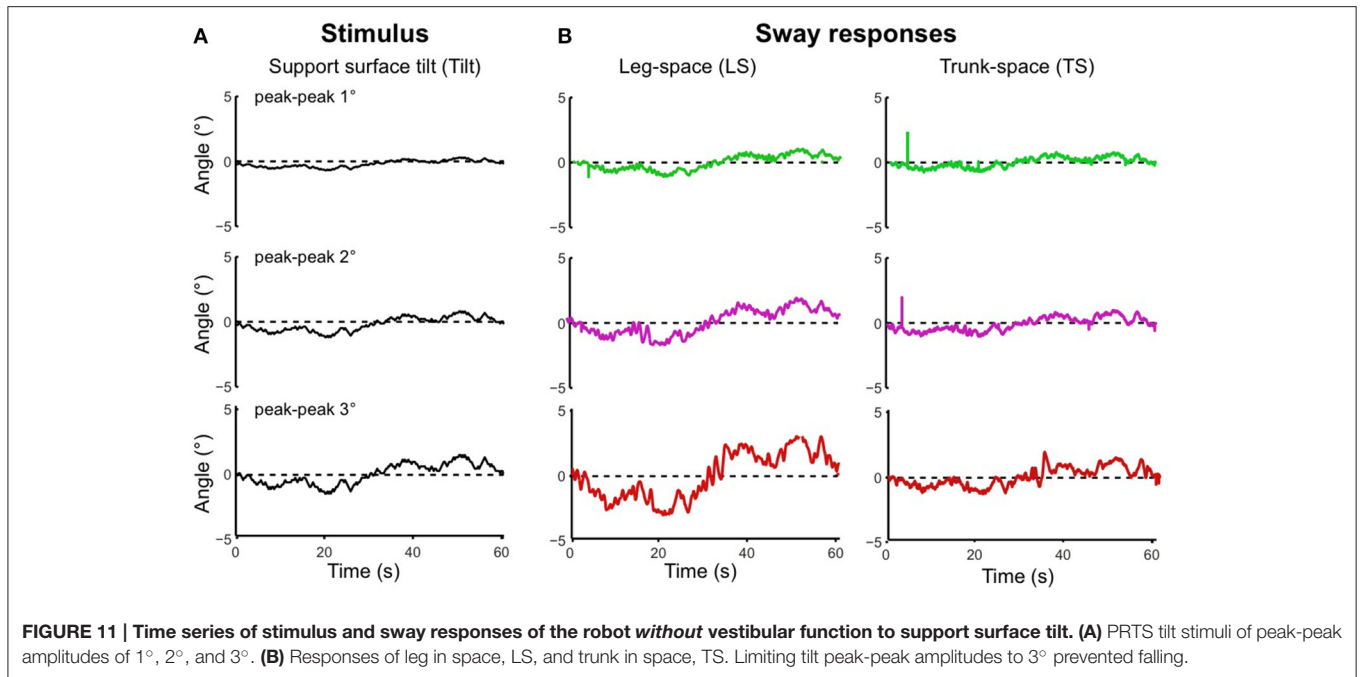 A Stimulus B Sway responses
Support surface tilt (Tilt) Leg-space (LS) Trunk-space (TS)
peak-peak 1°
5 5 5
Angle (°) 0 0 0
−5 −5 −5
peak-peak 2°
5 5 5
Angle (°) 0 0 0
−5 −5 −5
peak-peak 3°
5 5 5
Angle (°) 0 0 0
−5 −5 −5
0 20 40 60 0 20 40 60 0 20 40 60
Time (s) Time (s) Time (s)
FIGURE 11 | Time series of stimulus and sway responses of the robot without vestibular function to support surface tilt. (A) PRTS tilt stimuli of peak-peak
amplitudes of 1°, 2°, and 3°. (B) Responses of leg in space, LS, and trunk in space, TS. Limiting tilt peak-peak amplitudes to 3° prevented falling.